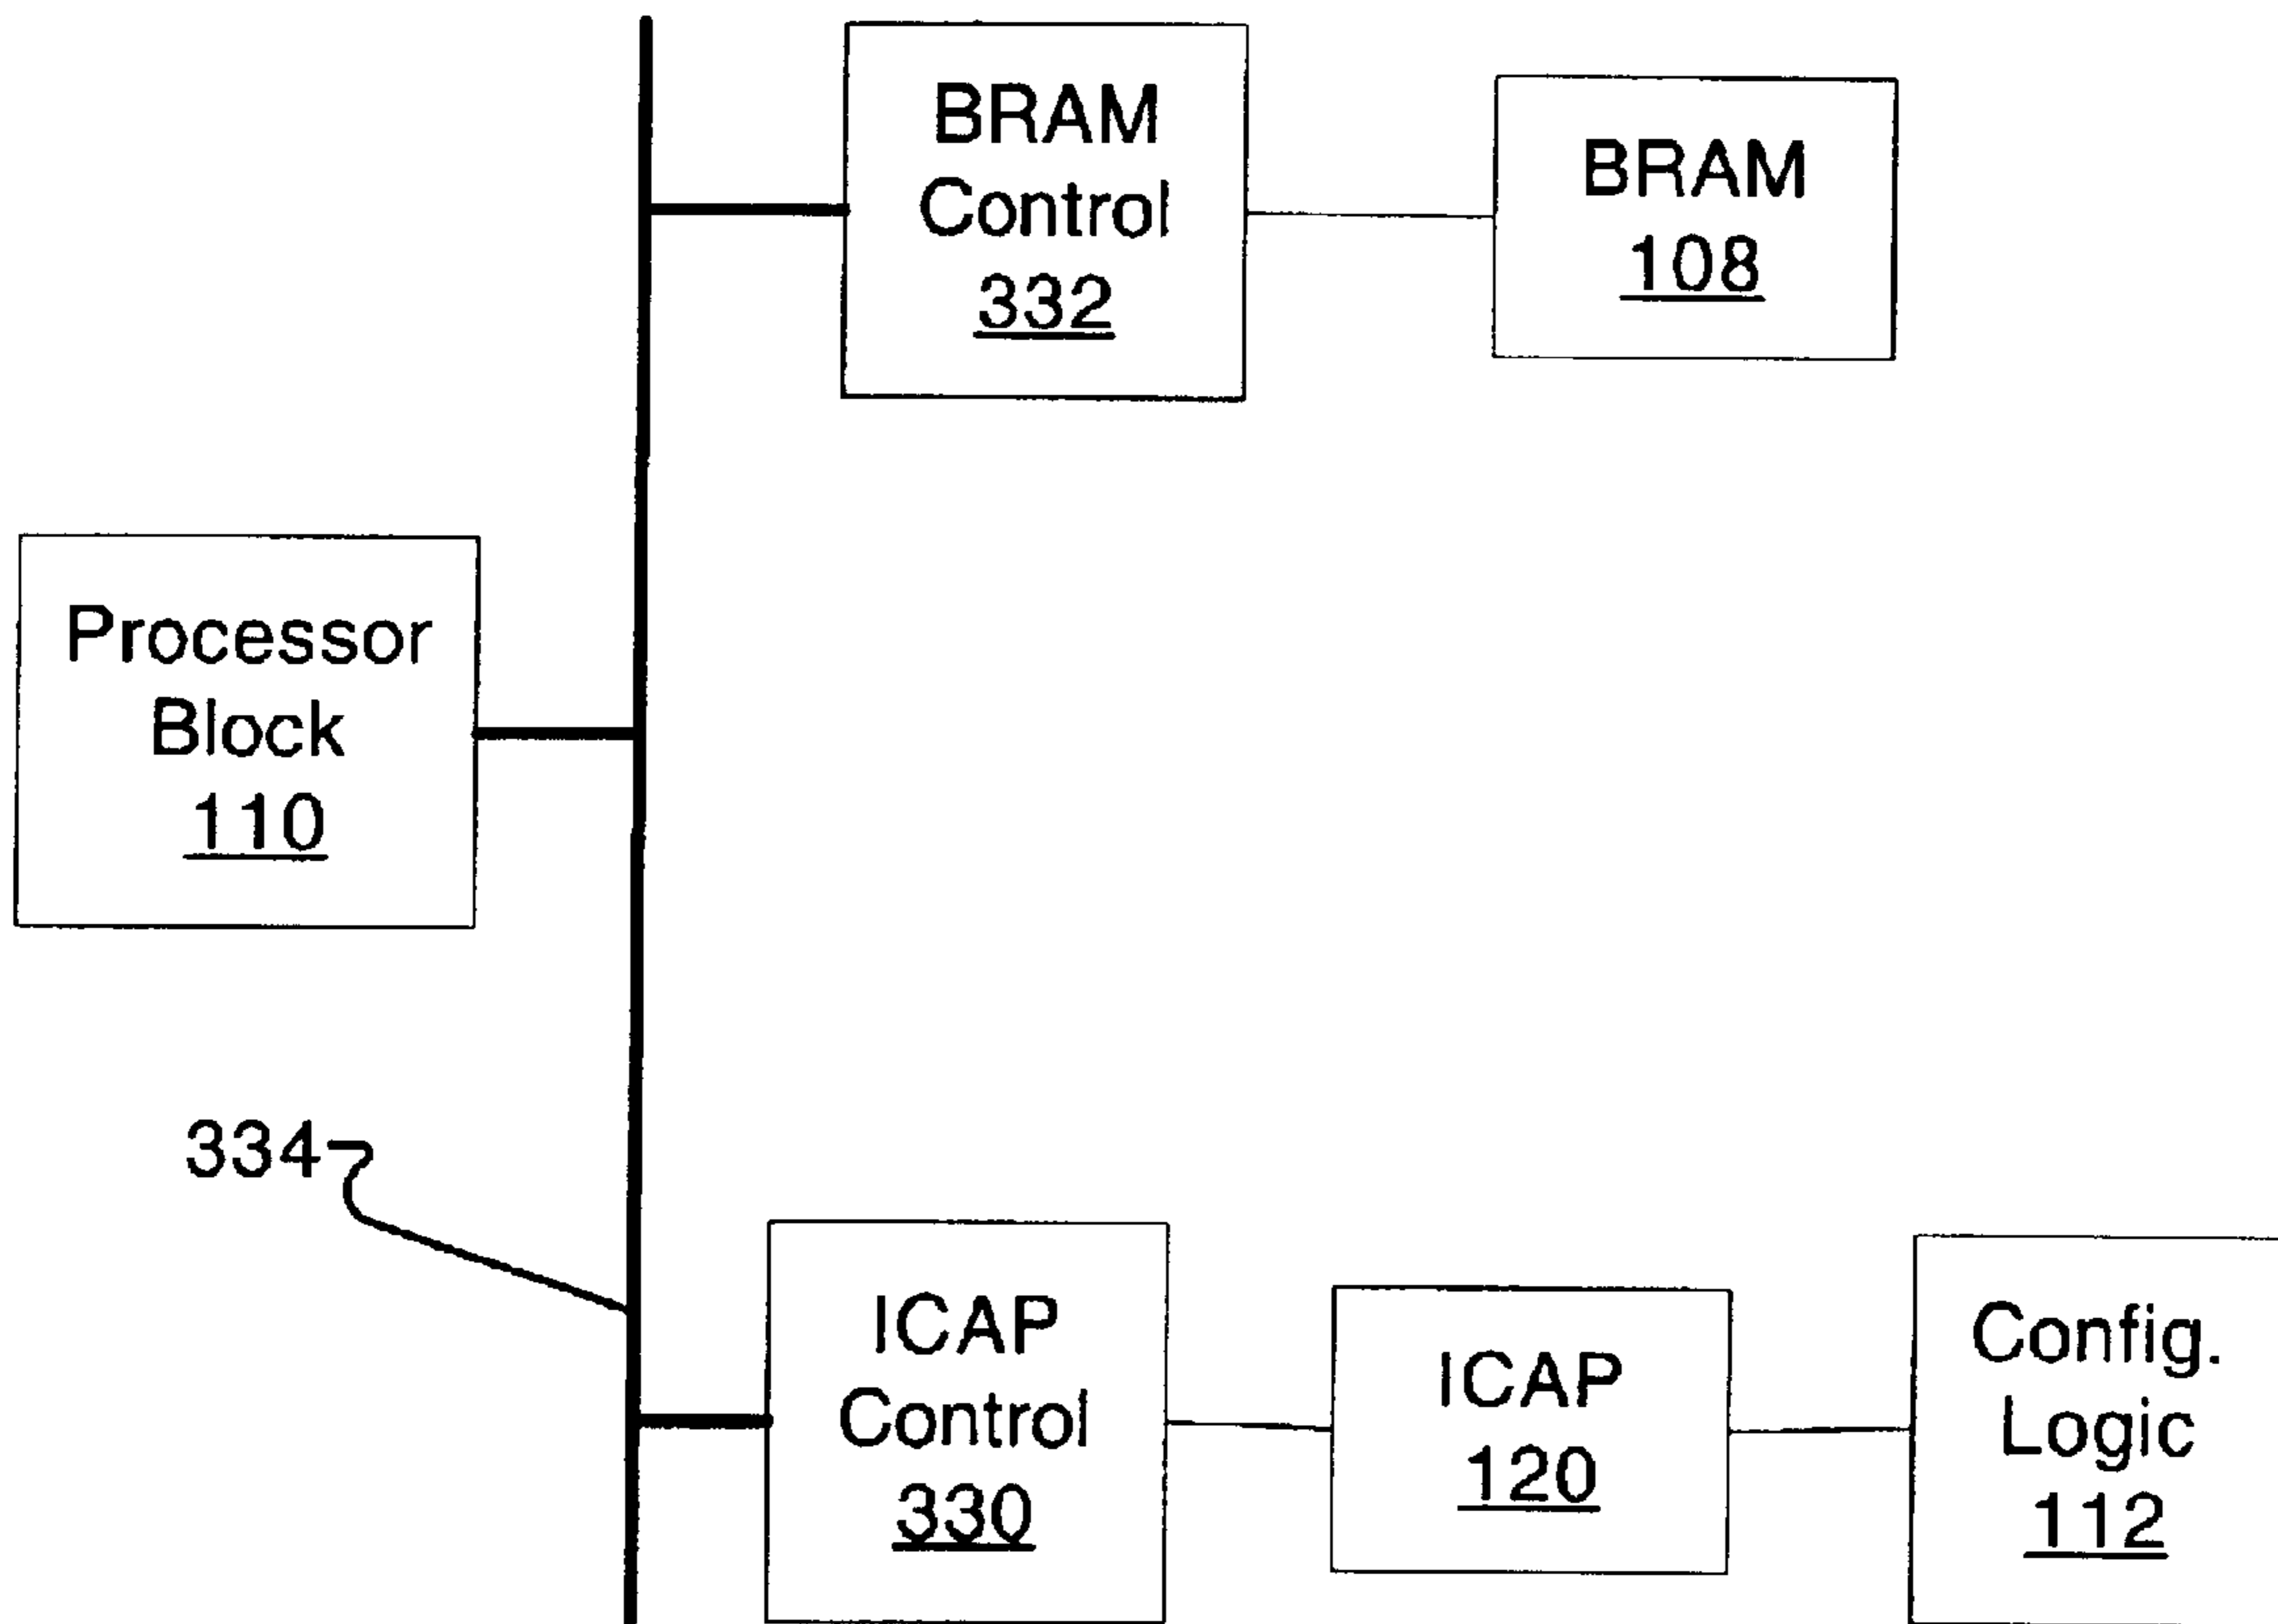 BRAM
Control
332
BRAM
108
Processor
Block
110
334
ICAP
Control
330
ICAP
120
Config.
Logic
112